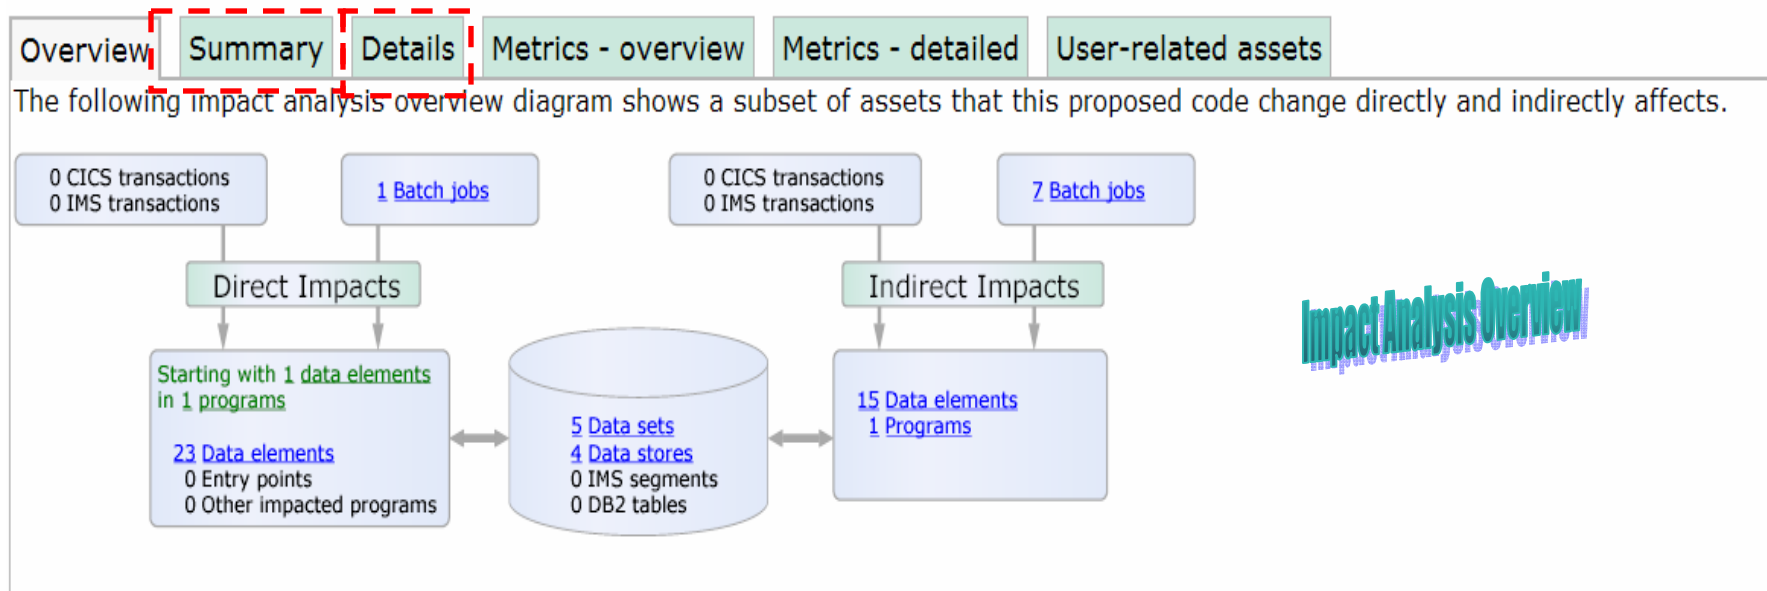 Overview Summary Details Metrics - overview Metrics - detailed User-related assets
The following impact analysis overview diagram shows a subset of assets that this proposed code change directly and indirectly affects.
0 CICS transactions
0 IMS transactions
1 Batch jobs
0 CICS transactions
0 IMS transactions
7 Batch jobs
Direct Impacts
Indirect Impacts
Impact Analysis Overview
Starting with 1 data elements
in 1 programs
23 Data elements
0 Entry points
0 Other impacted programs
5 Data sets
4 Data stores
0 IMS segments
0 DB2 tables
15 Data elements
1 Programs